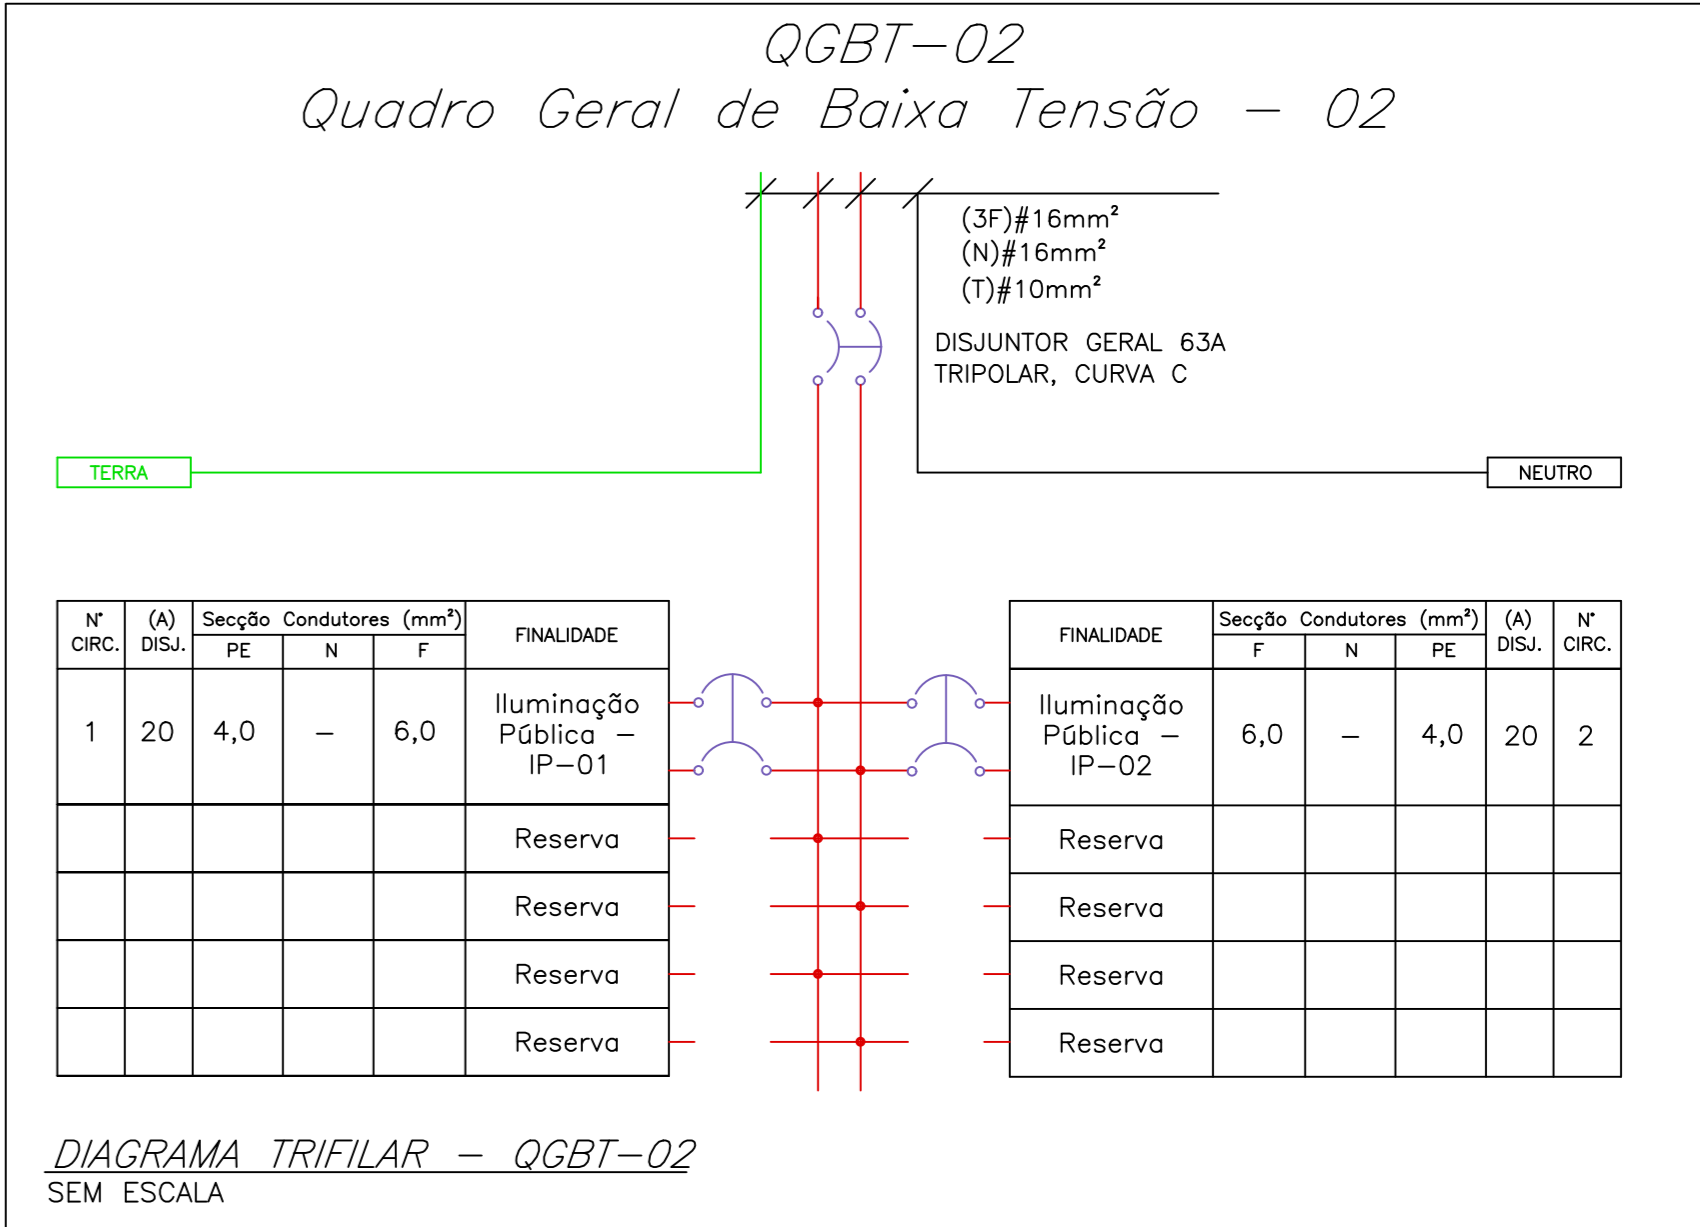 QGBT-02
Quadro Geral de Baixa Tensão - 02
(3F)#16mm²
(N)#16mm²
(T)#10mm²
DISJUNTOR GERAL 63A
TRIPOLAR, CURVA C
TERRA
NEUTRO
N° CIRC. (A) DISJ. Secção Condutores (mm²) FINALIDADE
PE N F
1 20 4,0 - 6,0 Iluminação
Pública -
IP-01
Reserva
Reserva
Reserva
Reserva
FINALIDADE Secção Condutores (mm²) (A) DISJ. N° CIRC.
F N PE
Iluminação
Pública -
IP-02
6,0 - 4,0 20 2
Reserva
Reserva
Reserva
Reserva
DIAGRAMA TRIFILAR - QGBT-02
SEM ESCALA